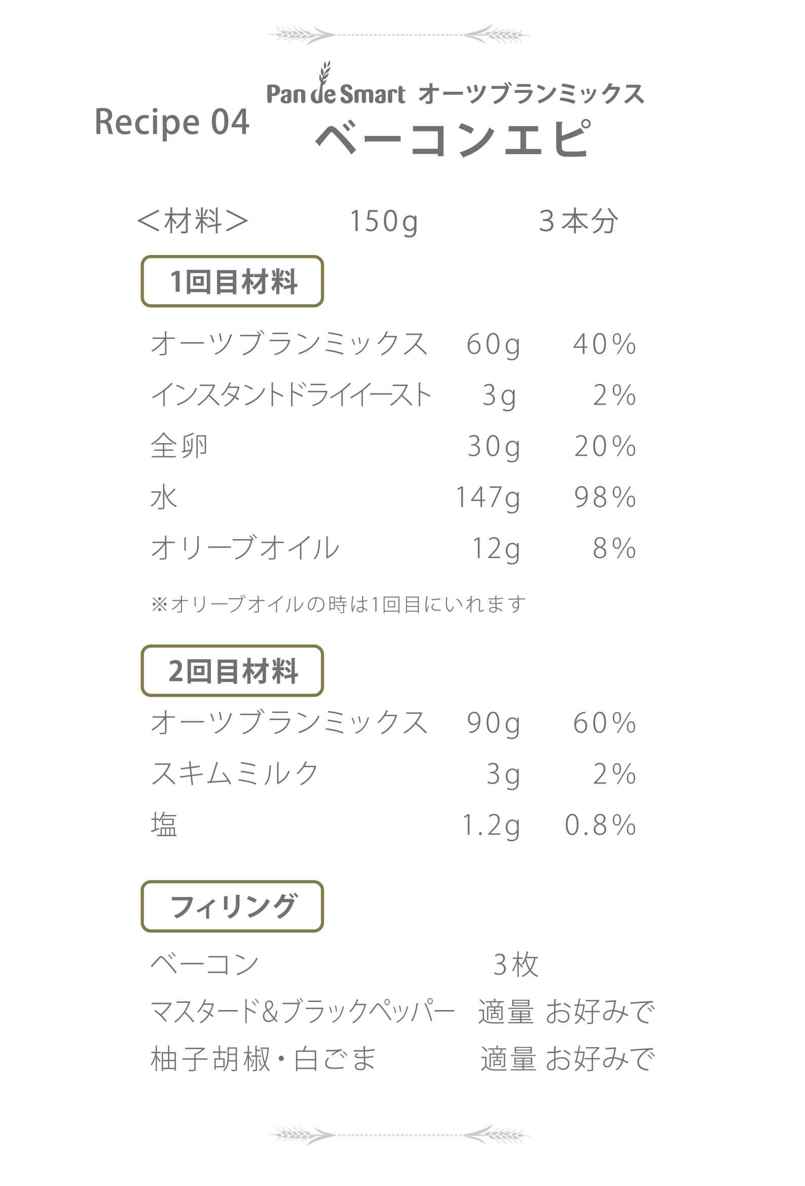 Pan de Smart オーツブランミックス
Recipe 04
ベーコンエピ
＜材料＞ 150g ３本分
1回目材料
オーツブランミックス 60g 40%
インスタントドライイースト 3g 2%
全卵 30g 20%
水 147g 98%
オリーブオイル 12g 8%
※オリーブオイルの時は1回目にいれます
2回目材料
オーツブランミックス 90g 60%
スキムミルク 3g 2%
塩 1.2g 0.8%
フィリング
ベーコン 3枚
マスタード&ブラックペッパー 適量 お好みで
柚子胡椒・白ごま 適量 お好みで